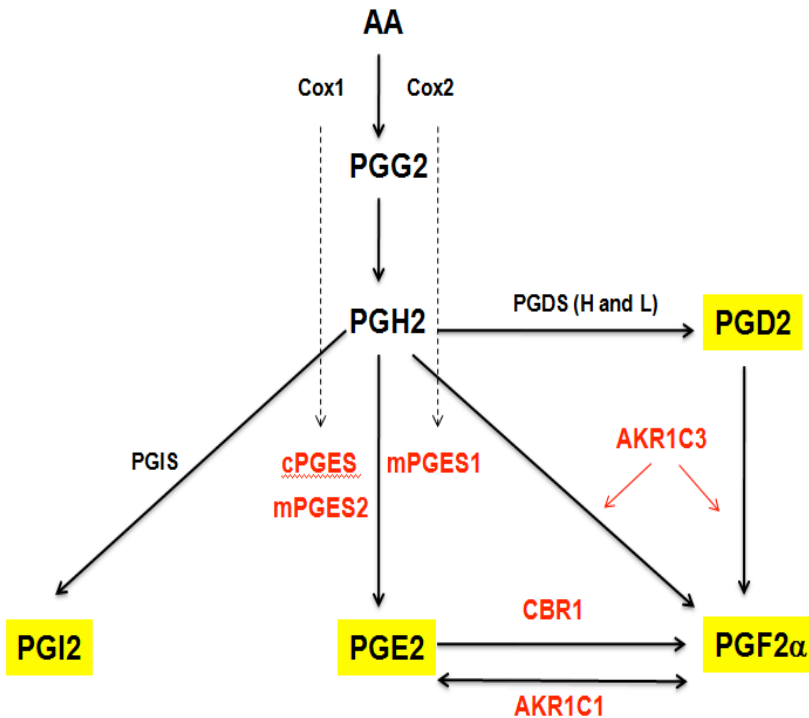 AA
Cox1
Cox2
PGG2
PGH2
PGDS (H and L)
PGD2
AKR1C3
PGIS
cPGES
mPGES1
mPGES2
CBR1
PGI2
PGE2
PGF2α
AKR1C1